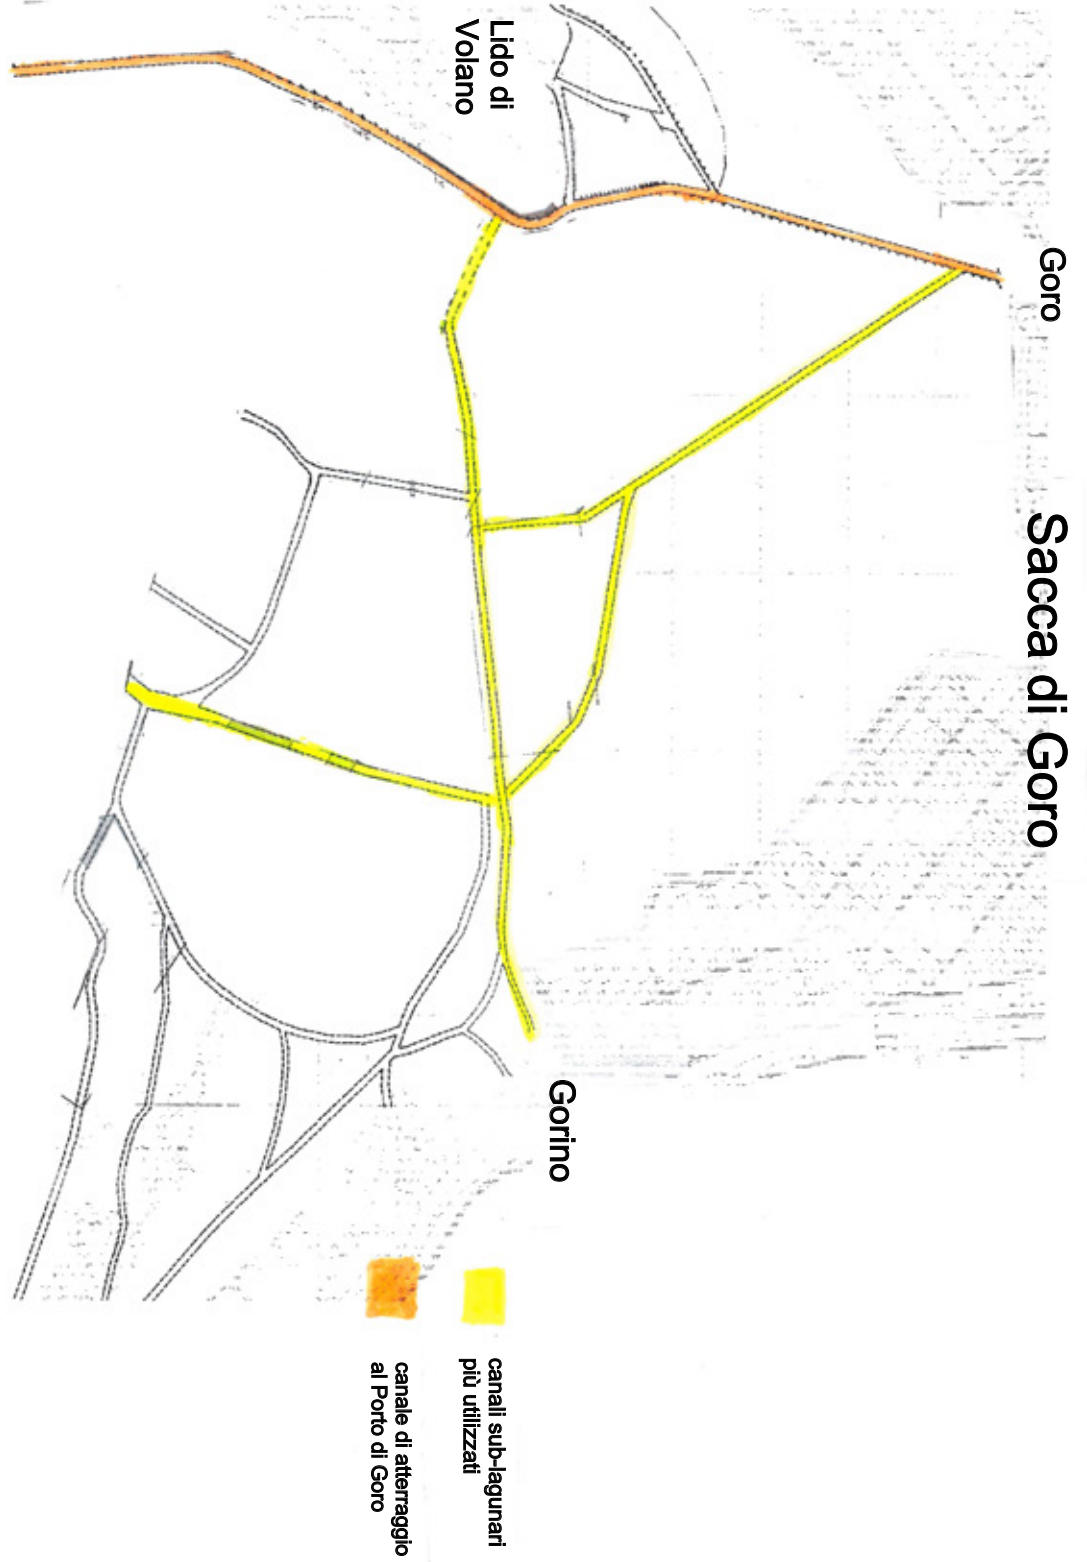 Sacca di Goro
Goro
Lido di
Volano
Gorino
canali sub-lagunari
più utilizzati
canale di atterraggio
al Porto di Goro